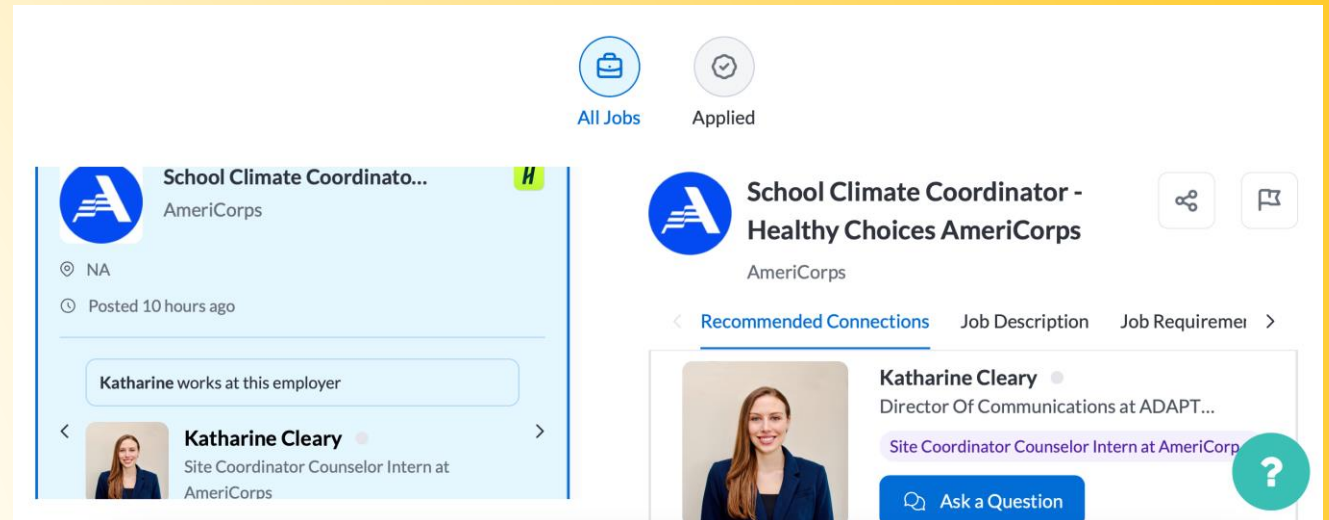 All Jobs
Applied
School Climate Coordinato...
H
AmeriCorps
NA
Posted 10 hours ago
Katharine works at this employer
Katharine Cleary
Site Coordinator Counselor Intern at
AmeriCorps
School Climate Coordinator -
Healthy Choices AmeriCorps
AmeriCorps
Recommended Connections
Job Description
Job Requiremer
Katharine Cleary
Director Of Communications at ADAPT...
Site Coordinator Counselor Intern at AmeriCorp
Ask a Question
?